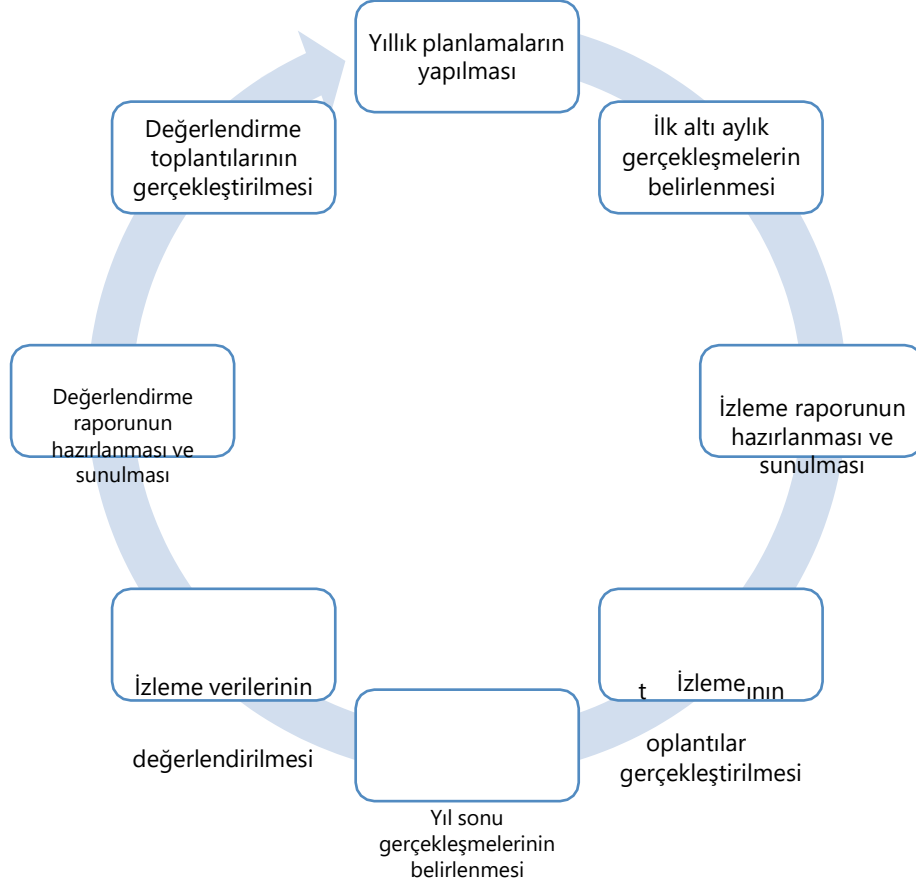 Yıllık planlamaların
yapılması
İlk altı aylık
gerçekleşmelerin
belirlenmesi
İzleme raporunun
hazırlanması ve
sunulması
t İzleme ının
oplantılar
gerçekleştirilmesi
Yıl sonu
gerçekleşmelerinin
belirlenmesi
İzleme verilerinin
değerlendirilmesi
Değerlendirme
raporunun
hazırlanması ve
sunulması
Değerlendirme
toplantılarının
gerçekleştirilmesi